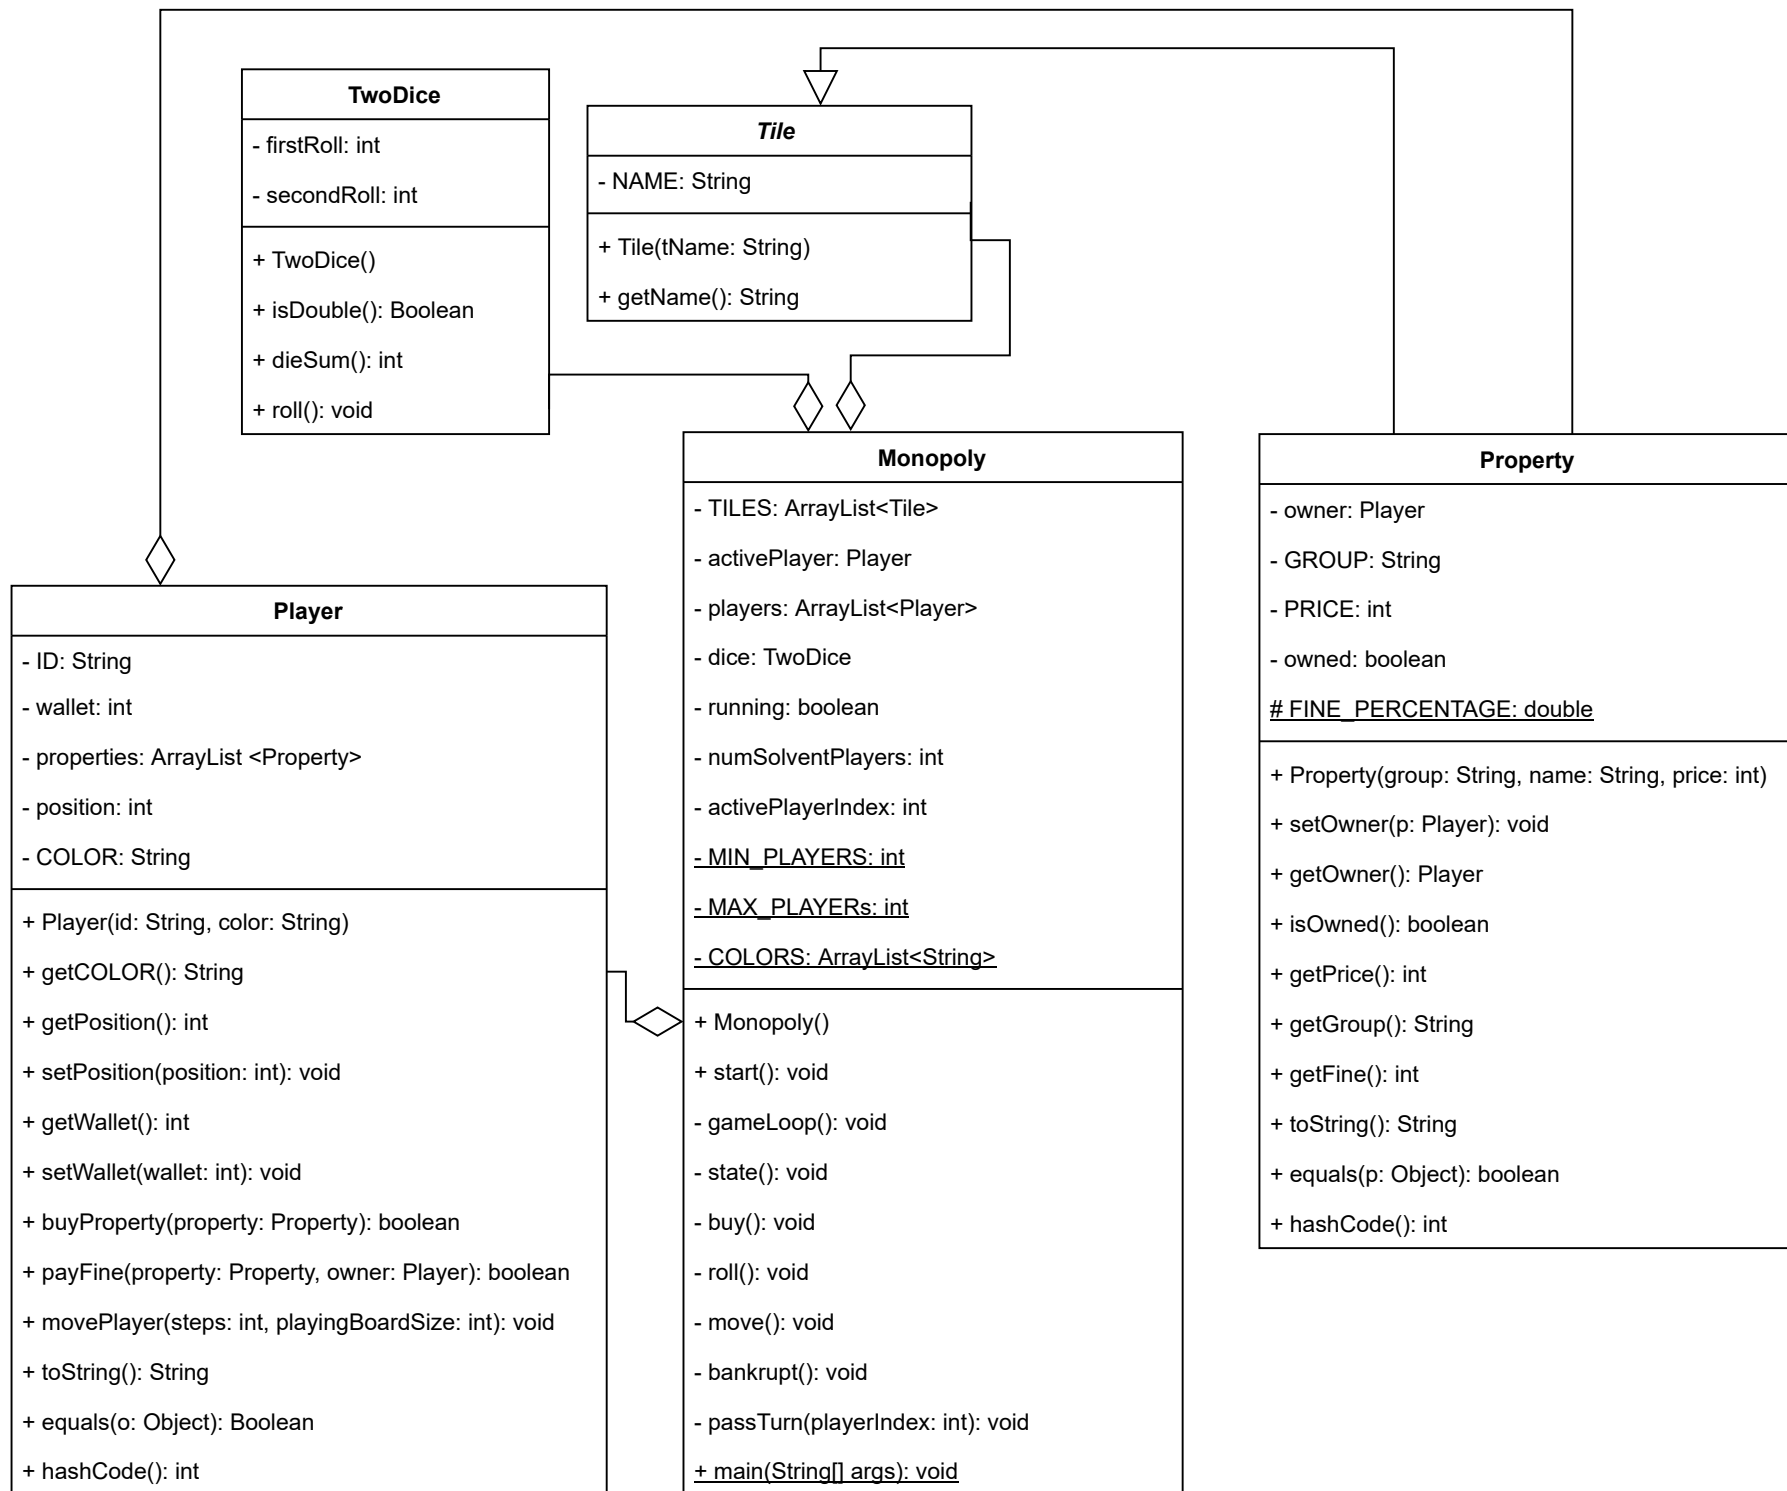 TwoDice
- firstRoll: int
- secondRoll: int
+ TwoDice()
+ isDouble(): Boolean
+ dieSum(): int
+ roll(): void
Tile
- NAME: String
+ Tile(tName: String)
+ getName(): String
Player
- ID: String
- wallet: int
- properties: ArrayList <Property>
- position: int
- COLOR: String
+ Player(id: String, color: String)
+ getCOLOR(): String
+ getPosition(): int
+ setPosition(position: int): void
+ getWallet(): int
+ setWallet(wallet: int): void
+ buyProperty(property: Property): boolean
+ payFine(property: Property, owner: Player): boolean
+ movePlayer(steps: int, playingBoardSize: int): void
+ toString(): String
+ equals(o: Object): Boolean
+ hashCode(): int
Monopoly
- TILES: ArrayList<Tile>
- activePlayer: Player
- players: ArrayList<Player>
- dice: TwoDice
- running: boolean
- numSolventPlayers: int
- activePlayerIndex: int
- MIN_PLAYERS: int
- MAX_PLAYERs: int
- COLORS: ArrayList<String>
+ Monopoly()
+ start(): void
- gameLoop(): void
- state(): void
- buy(): void
- roll(): void
- move(): void
- bankrupt(): void
- passTurn(playerIndex: int): void
+ main(String[] args): void
Property
- owner: Player
- GROUP: String
- PRICE: int
- owned: boolean
# FINE_PERCENTAGE: double
+ Property(group: String, name: String, price: int)
+ setOwner(p: Player): void
+ getOwner(): Player
+ isOwned(): boolean
+ getPrice(): int
+ getGroup(): String
+ getFine(): int
+ toString(): String
+ equals(p: Object): boolean
+ hashCode(): int